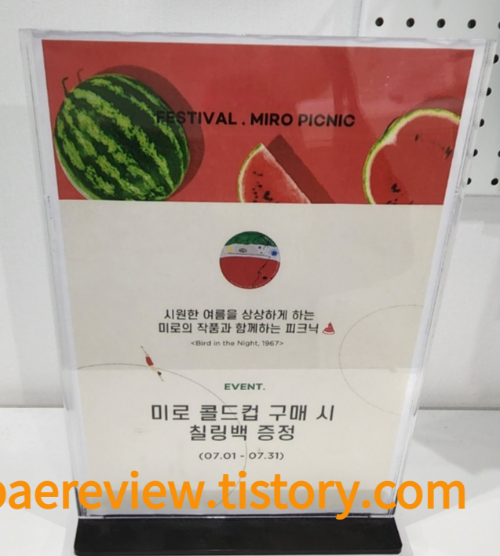 FESTIVAL . MIRO PICNIC
시원한 여름을 상상하게 하는
미로의 작품과 함께하는 피크닉
<Bird in the Night, 1967>
EVENT.
미로 콜드컵 구매 시
칠링백 증정
(07.01 - 07.31)
paereview.tistory.com